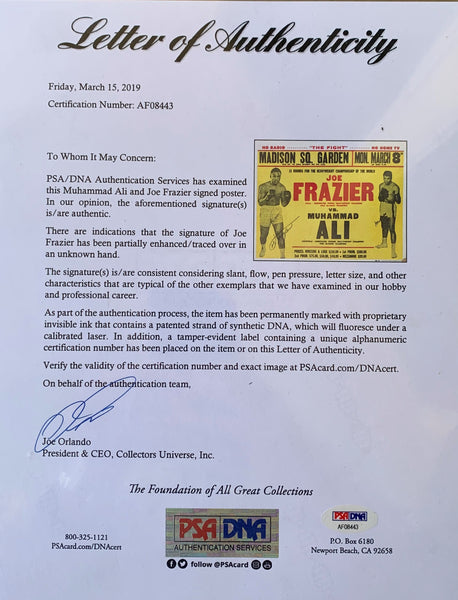 Letter of Authenticity
Friday, March 15, 2019
Certification Number: AF08443
To Whom It May Concern:
PSA/DNA Authentication Services has examined
this Muhammad Ali and Joe Frazier signed poster.
In our opinion, the aforementioned signature(s)
is/are authentic.
There are indications that the signature of Joe
Frazier has been partially enhanced/traced over in
an unknown hand.
NO RADIO "THE FIGHT" NO HOME TV
MADISON SQ. GARDEN MON. MARCH 8th
JOE
FRAZIER
VS.
MUHAMMAD
ALI
The signature(s) is/are consistent considering slant, flow, pen pressure, letter size, and other
characteristics that are typical of the other exemplars that we have examined in our hobby
and professional career.
As part of the authentication process, the item has been permanently marked with proprietary
invisible ink that contains a patented strand of synthetic DNA, which will fluoresce under a
calibrated laser. In addition, a tamper-evident label containing a unique alphanumeric
certification number has been placed on the item or on this Letter of Authenticity.
Verify the validity of the certification number and exact image at PSAcard.com/DNAcert.
On behalf of the authentication team,
Joe Orlando
President & CEO, Collectors Universe, Inc.
The Foundation of All Great Collections
800-325-1121
PSAcard.com/DNAcert
PSA DNA
AUTHENTICATION SERVICES
follow @PSAcard
PSA DNA
AF08443
P.O. Box 6180
Newport Beach, CA 92658